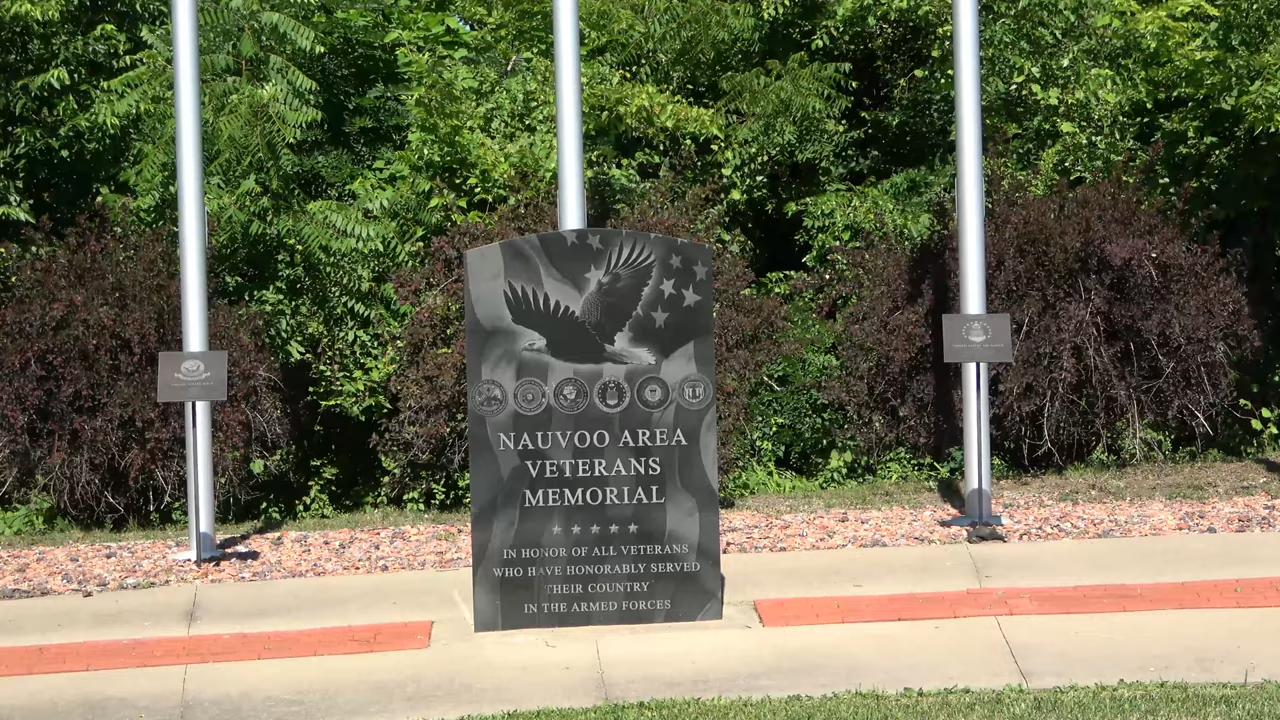 NAUVOO AREA
VETERANS
MEMORIAL
IN HONOR OF ALL VETERANS
WHO HAVE HONORABLY SERVED
THEIR COUNTRY
IN THE ARMED FORCES